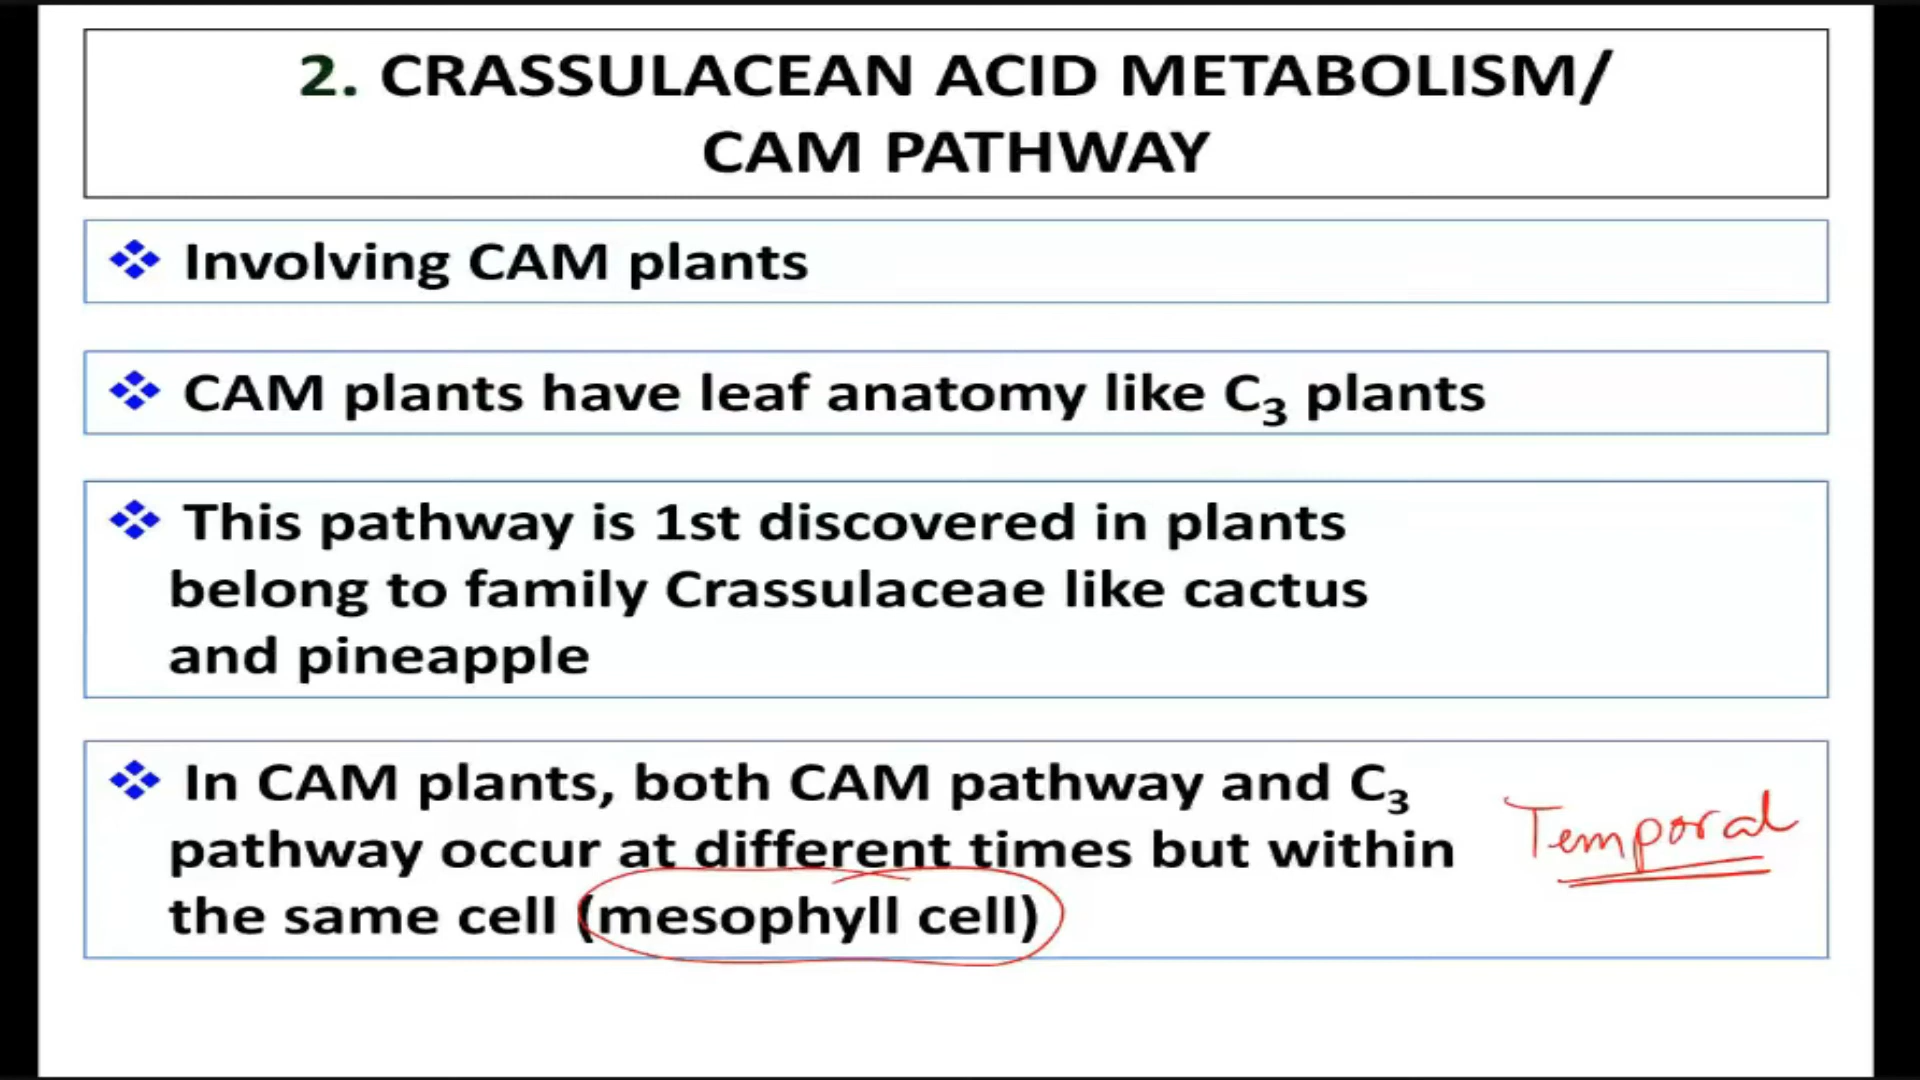 2. CRASSULACEAN ACID METABOLISM/
CAM PATHWAY
❖ Involving CAM plants
❖ CAM plants have leaf anatomy like C₃ plants
❖ This pathway is 1st discovered in plants
belong to family Crassulaceae like cactus
and pineapple
❖ In CAM plants, both CAM pathway and C₃
pathway occur at different times but within
the same cell (mesophyll cell)
Temporal